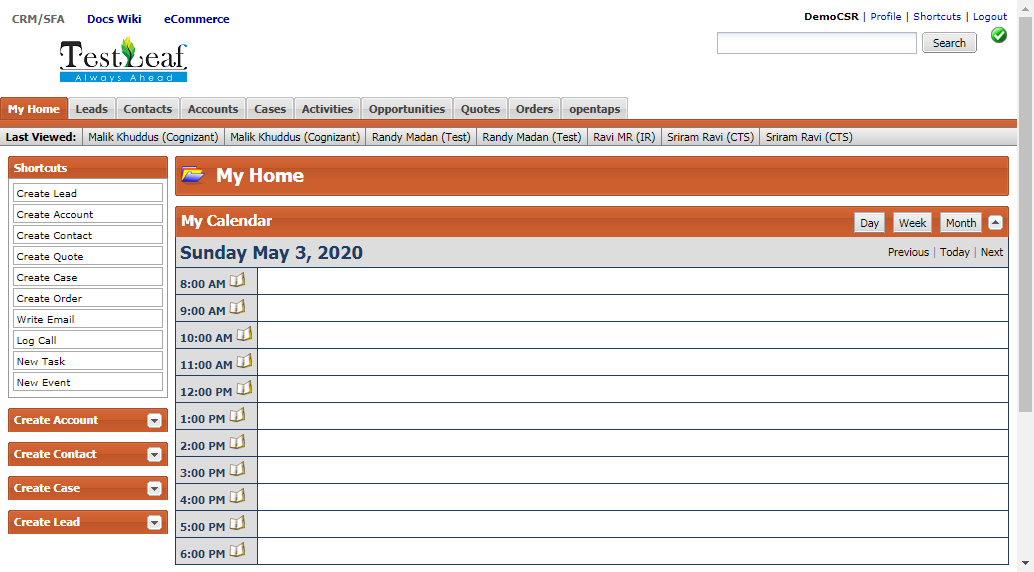 CRM/SFA Docs Wiki eCommerce
DemoCSR | Profile | Shortcuts | Logout
TestLeaf
Always Ahead
Search
My Home Leads Contacts Accounts Cases Activities Opportunities Quotes Orders opentaps
Last Viewed: Malik Khuddus (Cognizant) Malik Khuddus (Cognizant) Randy Madan (Test) Randy Madan (Test) Ravi MR (IR) Sriram Ravi (CTS) Sriram Ravi (CTS)
Shortcuts
Create Lead
Create Account
Create Contact
Create Quote
Create Case
Create Order
Write Email
Log Call
New Task
New Event
Create Account
Create Contact
Create Case
Create Lead
My Home
My Calendar Day Week Month
Sunday May 3, 2020 Previous | Today | Next
8:00 AM
9:00 AM
10:00 AM
11:00 AM
12:00 PM
1:00 PM
2:00 PM
3:00 PM
4:00 PM
5:00 PM
6:00 PM